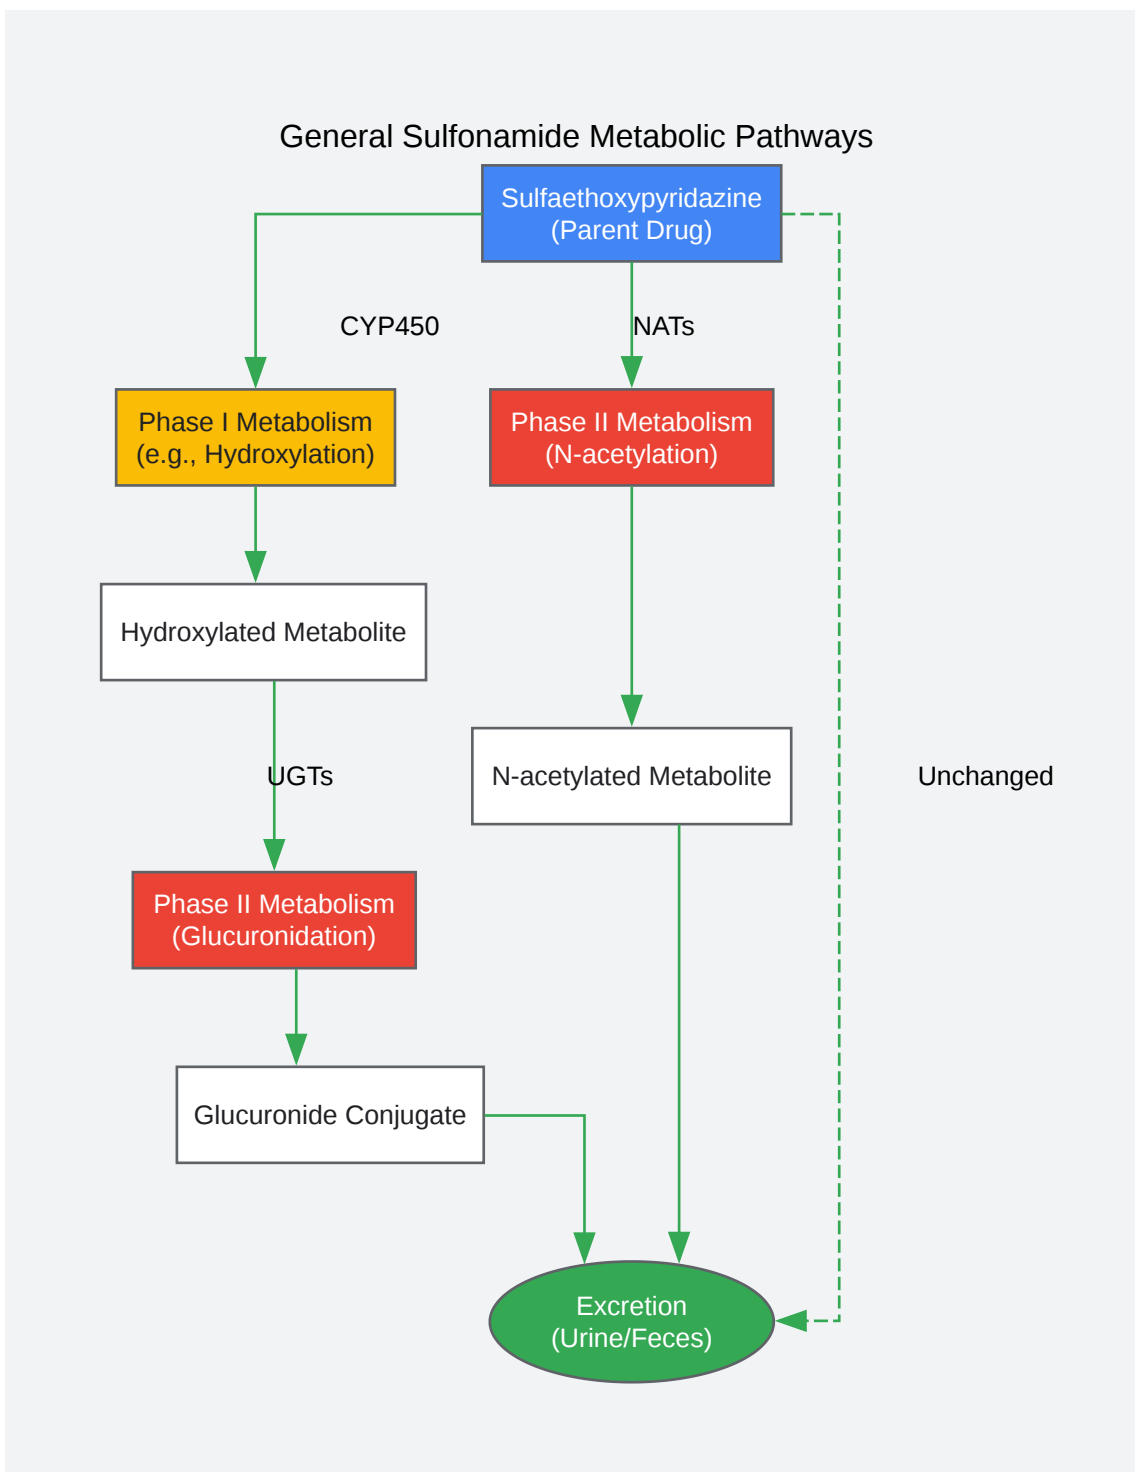 General Sulfonamide Metabolic Pathways
Sulfaethoxypyridazine
(Parent Drug)
CYP450
NATs
Phase I Metabolism
(e.g., Hydroxylation)
Phase II Metabolism
(N-acetylation)
Hydroxylated Metabolite
UGTs
N-acetylated Metabolite
Unchanged
Phase II Metabolism
(Glucuronidation)
Glucuronide Conjugate
Excretion
(Urine/Feces)